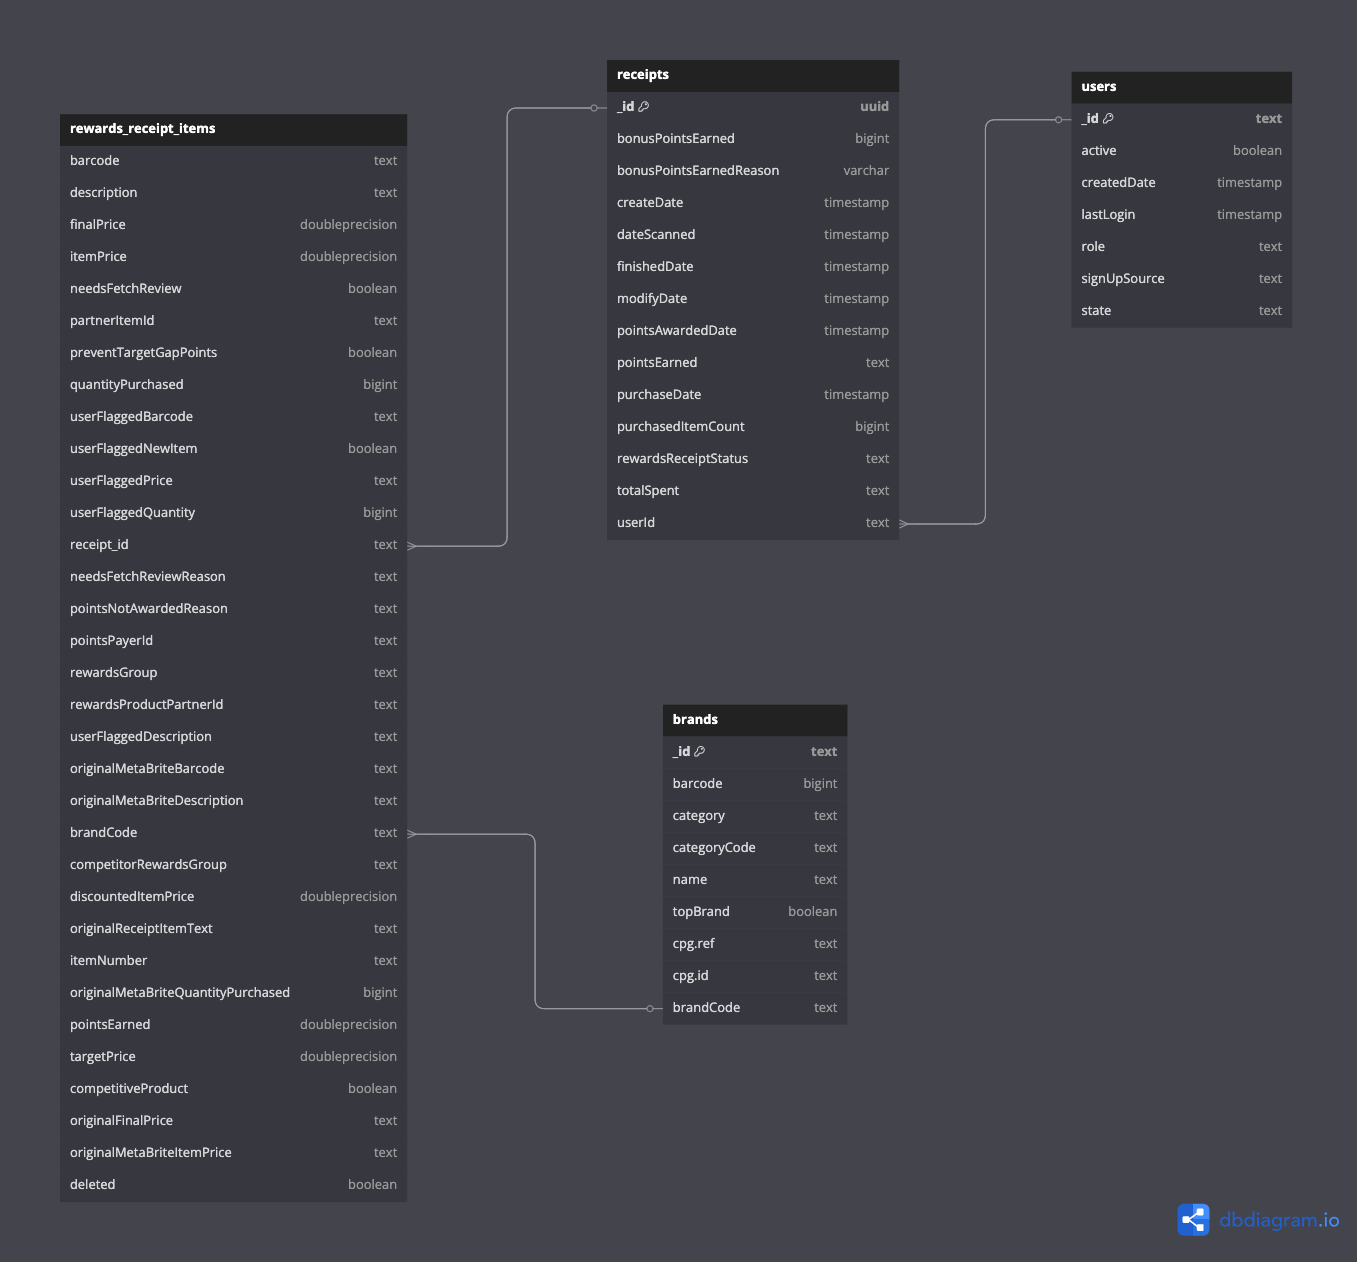 rewards_receipt_items
barcode text
description text
finalPrice doubleprecision
itemPrice doubleprecision
needsFetchReview boolean
partnerItemId text
preventTargetGapPoints boolean
quantityPurchased bigint
userFlaggedBarcode text
userFlaggedNewItem boolean
userFlaggedPrice text
userFlaggedQuantity bigint
receipt_id text
needsFetchReviewReason text
pointsNotAwardedReason text
pointsPayerId text
rewardsGroup text
rewardsProductPartnerId text
userFlaggedDescription text
originalMetaBriteBarcode text
originalMetaBriteDescription text
brandCode text
competitorRewardsGroup text
discountedItemPrice doubleprecision
originalReceiptItemText text
itemNumber text
originalMetaBriteQuantityPurchased bigint
pointsEarned doubleprecision
targetPrice doubleprecision
competitiveProduct boolean
originalFinalPrice text
originalMetaBriteItemPrice text
deleted boolean
receipts
_id uuid
bonusPointsEarned bigint
bonusPointsEarnedReason varchar
createDate timestamp
dateScanned timestamp
finishedDate timestamp
modifyDate timestamp
pointsAwardedDate timestamp
pointsEarned text
purchaseDate timestamp
purchasedItemCount bigint
rewardsReceiptStatus text
totalSpent text
userId text
users
_id text
active boolean
createdDate timestamp
lastLogin timestamp
role text
signUpSource text
state text
brands
_id text
barcode bigint
category text
categoryCode text
name text
topBrand boolean
cpg.ref text
cpg.id text
brandCode text
dbdiagram.io